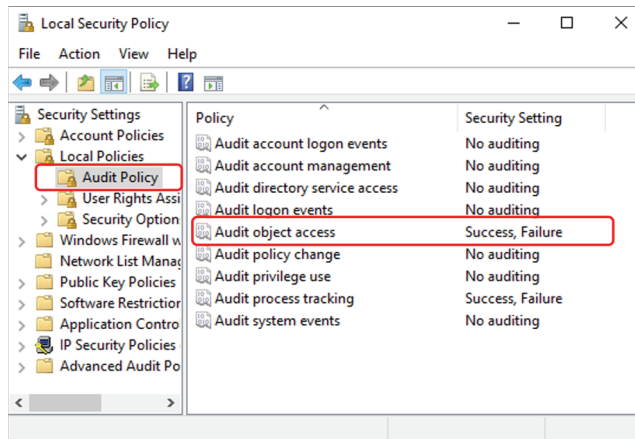 Local Security Policy
File Action View Help
Security Settings
Account Policies
Local Policies
Audit Policy
User Rights Assi
Security Option
Windows Firewall w
Network List Manag
Public Key Policies
Software Restriction
Application Contro
IP Security Policies
Advanced Audit Po
Policy Security Setting
Audit account logon events No auditing
Audit account management No auditing
Audit directory service access No auditing
Audit logon events No auditing
Audit object access Success, Failure
Audit policy change No auditing
Audit privilege use No auditing
Audit process tracking Success, Failure
Audit system events No auditing